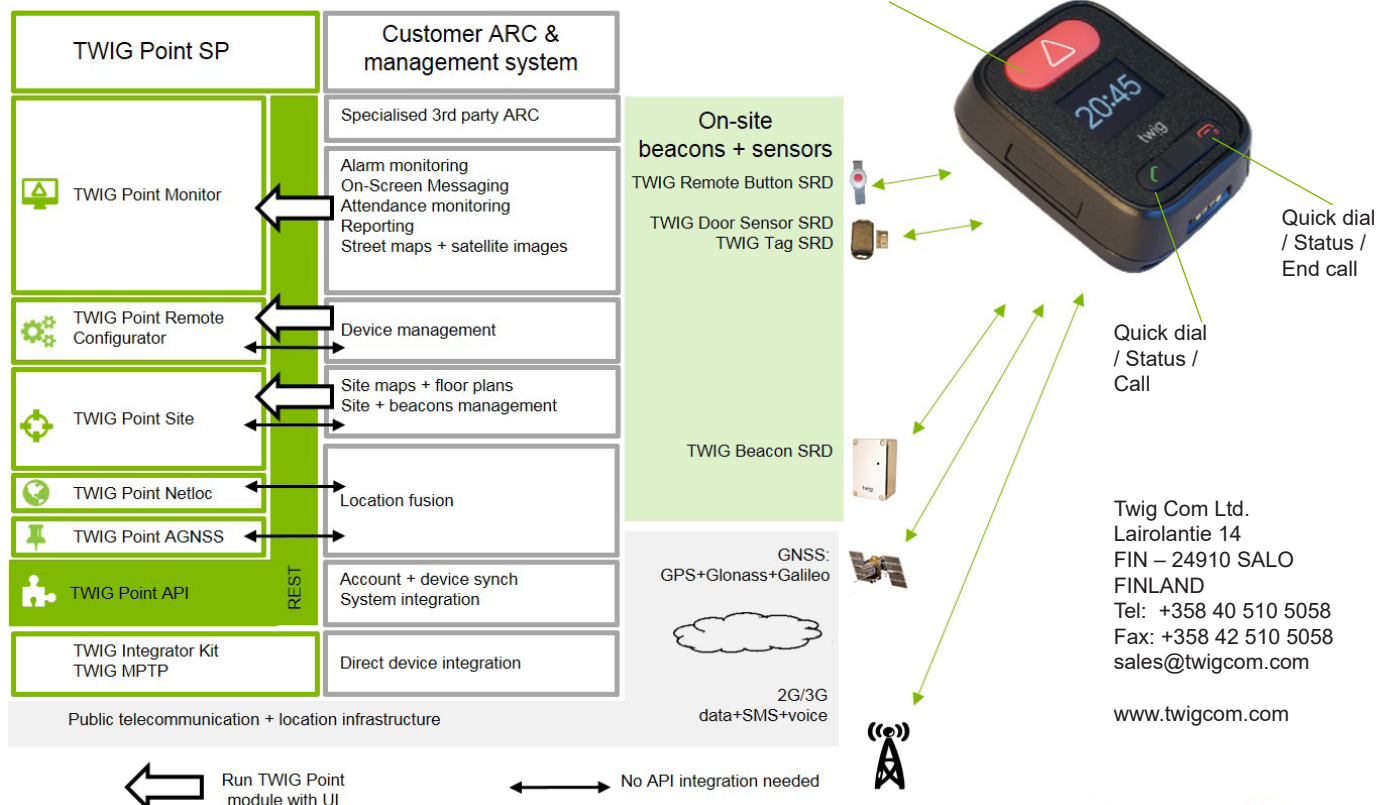 TWIG Point SP
Customer ARC &
management system
Specialised 3rd party ARC
TWIG Point Monitor
Alarm monitoring
On-Screen Messaging
Attendance monitoring
Reporting
Street maps + satellite images
TWIG Point Remote
Configurator
Device management
TWIG Point Site
Site maps + floor plans
Site + beacons management
TWIG Point Netloc
Location fusion
TWIG Point AGNSS
TWIG Point API
REST
Account + device synch
System integration
TWIG Integrator Kit
TWIG MPTP
Direct device integration
Public telecommunication + location infrastructure
On-site
beacons + sensors
TWIG Remote Button SRD
TWIG Door Sensor SRD
TWIG Tag SRD
TWIG Beacon SRD
twig
GNSS:
GPS+Glonass+Galileo
2G/3G
data+SMS+voice
Run TWIG Point
module with UI
No API integration needed
20:45
twig
Quick dial
/ Status /
End call
Quick dial
/ Status /
Call
Twig Com Ltd.
Lairolantie 14
FIN – 24910 SALO
FINLAND
Tel: +358 40 510 5058
Fax: +358 42 510 5058
sales@twigcom.com
www.twigcom.com